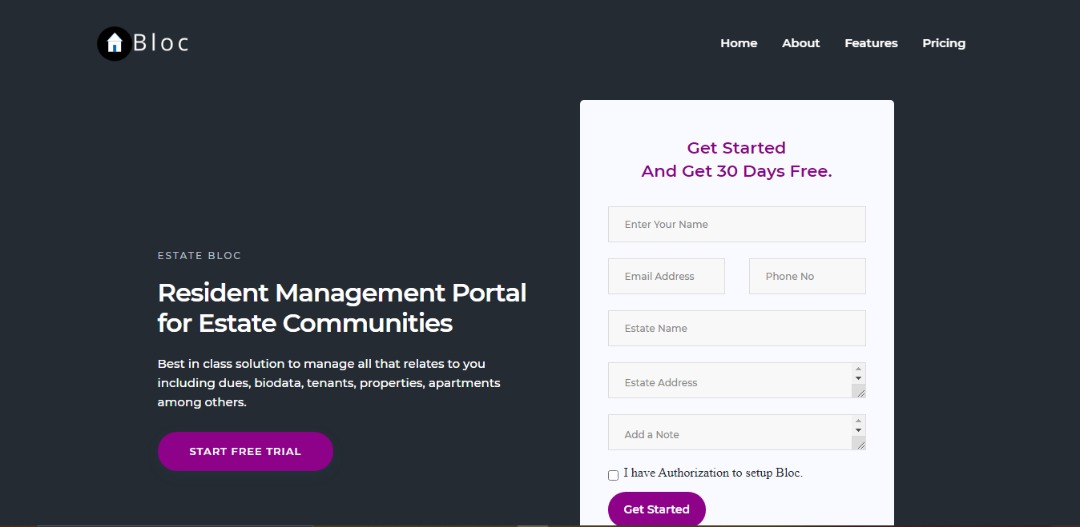 Bloc
Home About Features Pricing
Get Started
And Get 30 Days Free.
Enter Your Name
Email Address Phone No
Estate Name
Estate Address
Add a Note
I have Authorization to setup Bloc.
Get Started
ESTATE BLOC
Resident Management Portal
for Estate Communities
Best in class solution to manage all that relates to you
including dues, biodata, tenants, properties, apartments
among others.
START FREE TRIAL